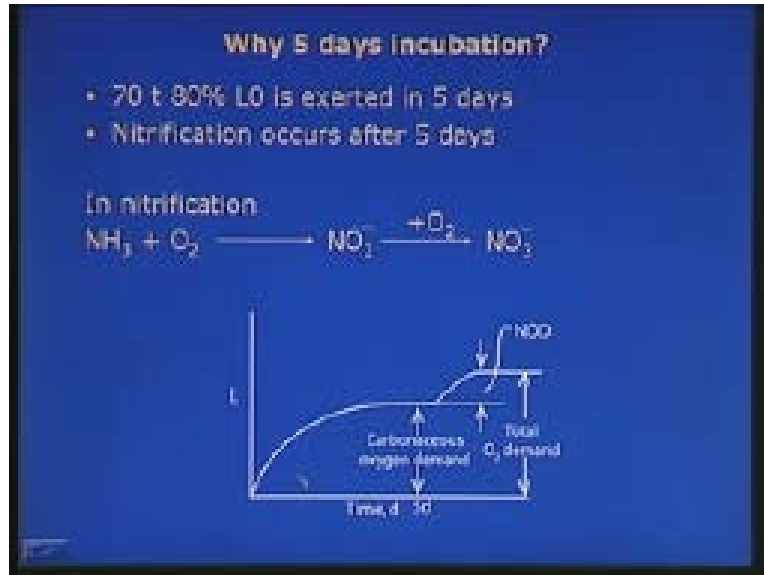 Why 5 days incubation?
• 70 t 80% L0 is exerted in 5 days
• Nitrification occurs after 5 days
In nitrification
NH₃ + O₂ → NO₂⁻ +O₂ → NO₃⁻
NOD
L
Carbonaceous
oxygen demand
Total
O₂ demand
Time, d 5d